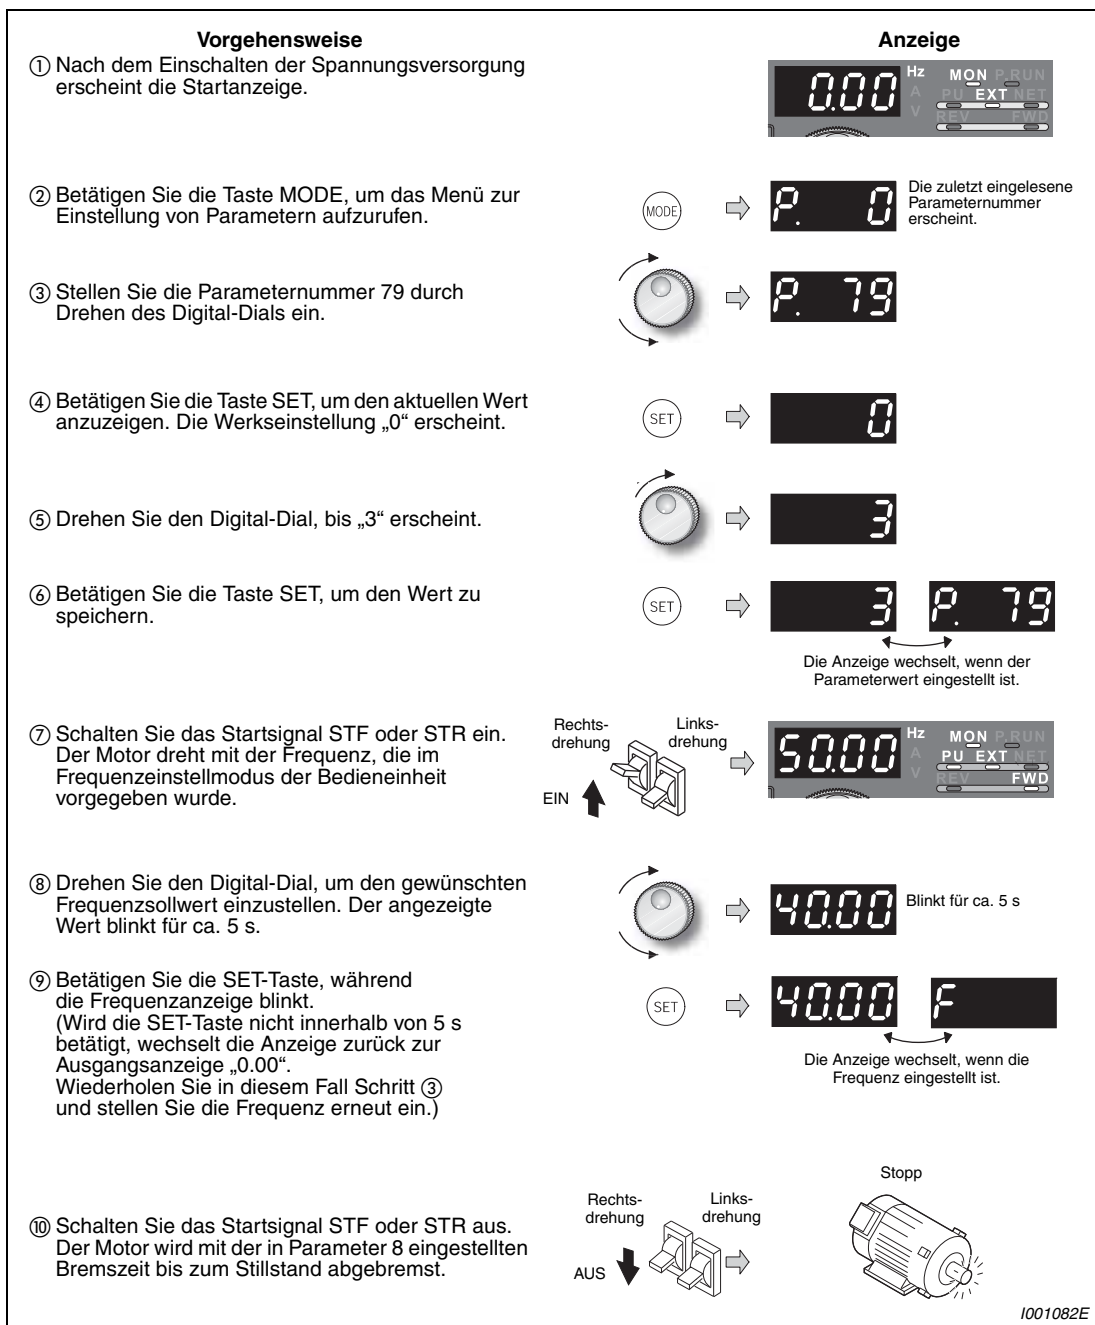 Vorgehensweise
Anzeige
① Nach dem Einschalten der Spannungsversorgung
erscheint die Startanzeige.
0.00
Hz
A
V
MON P.RUN
PU EXT NET
REV FWD
② Betätigen Sie die Taste MODE, um das Menü zur
Einstellung von Parametern aufzurufen.
MODE
P. 0
Die zuletzt eingelesene
Parameternummer
erscheint.
③ Stellen Sie die Parameternummer 79 durch
Drehen des Digital-Dials ein.
P. 79
④ Betätigen Sie die Taste SET, um den aktuellen Wert
anzuzeigen. Die Werkseinstellung „0“ erscheint.
SET
0
⑤ Drehen Sie den Digital-Dial, bis „3“ erscheint.
3
⑥ Betätigen Sie die Taste SET, um den Wert zu
speichern.
SET
3
P. 79
Die Anzeige wechselt, wenn der
Parameterwert eingestellt ist.
⑦ Schalten Sie das Startsignal STF oder STR ein.
Der Motor dreht mit der Frequenz, die im
Frequenzeinstellmodus der Bedieneinheit
vorgegeben wurde.
Rechts-
drehung
Links-
drehung
EIN
50.00
Hz
A
V
MON P.RUN
PU EXT NET
REV FWD
⑧ Drehen Sie den Digital-Dial, um den gewünschten
Frequenzsollwert einzustellen. Der angezeigte
Wert blinkt für ca. 5 s.
40.00
Blinkt für ca. 5 s
⑨ Betätigen Sie die SET-Taste, während
die Frequenzanzeige blinkt.
(Wird die SET-Taste nicht innerhalb von 5 s
betätigt, wechselt die Anzeige zurück zur
Ausgangsanzeige „0.00“.
Wiederholen Sie in diesem Fall Schritt ③
und stellen Sie die Frequenz erneut ein.)
SET
40.00
F
Die Anzeige wechselt, wenn die
Frequenz eingestellt ist.
⑩ Schalten Sie das Startsignal STF oder STR aus.
Der Motor wird mit der in Parameter 8 eingestellten
Bremszeit bis zum Stillstand abgebremst.
Rechts-
drehung
Links-
drehung
AUS
Stopp
I001082E